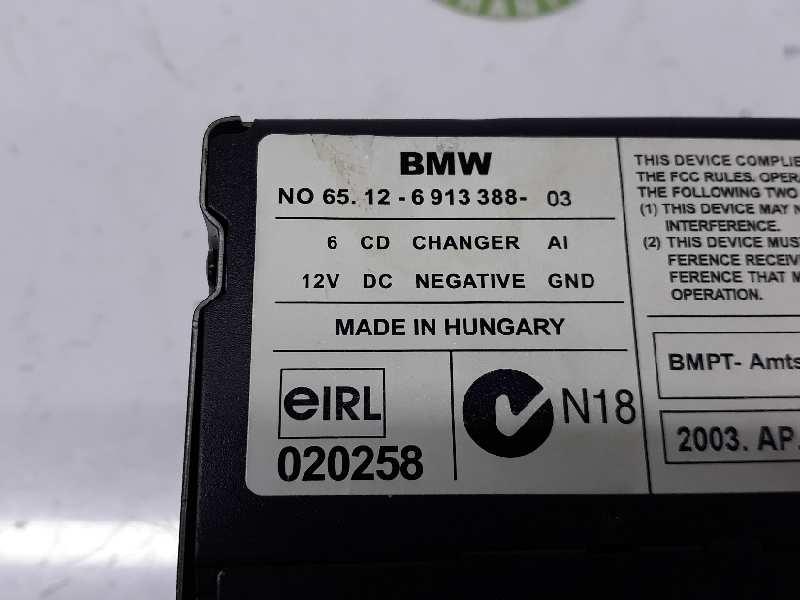 BMW
NO 65. 12 - 6 913 388- 03
6 CD CHANGER AI
12V DC NEGATIVE GND
MADE IN HUNGARY
eIRL
020258
N18
THIS DEVICE COMPLIE
THE FCC RULES. OPERA
THE FOLLOWING TWO
(1) THIS DEVICE MAY N
INTERFERENCE.
(2) THIS DEVICE MUST
FERENCE RECEIVE
FERENCE THAT M
OPERATION.
BMPT- Amts
2003. AP.